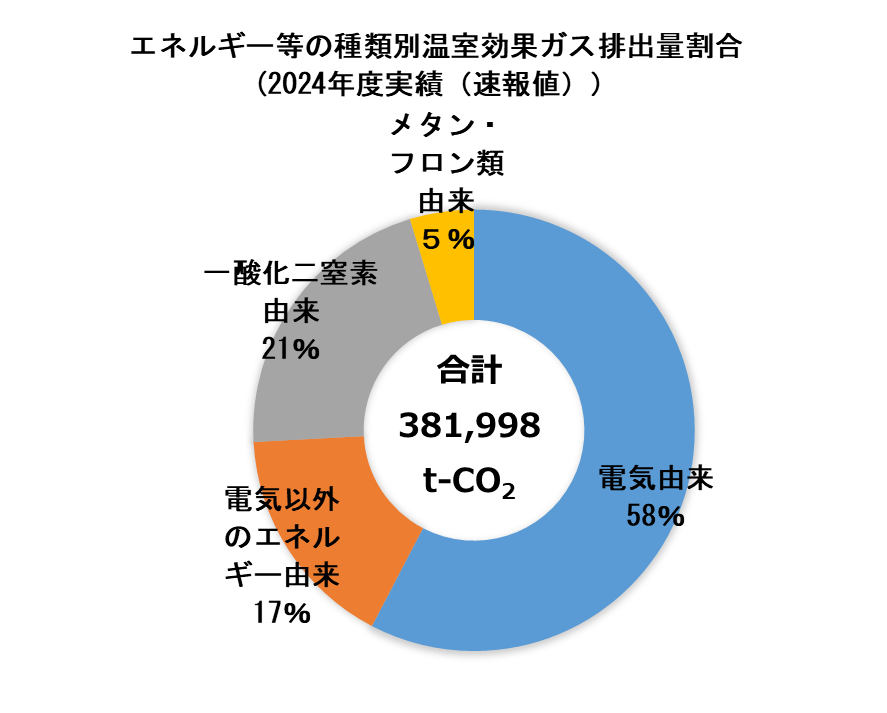 エネルギー等の種類別温室効果ガス排出量割合
(2024年度実績（速報値）)
メタン・
フロン類
由来
５％
一酸化二窒素
由来
21%
合計
381,998
t-CO₂
電気由来
58%
電気以外
のエネル
ギー由来
17%